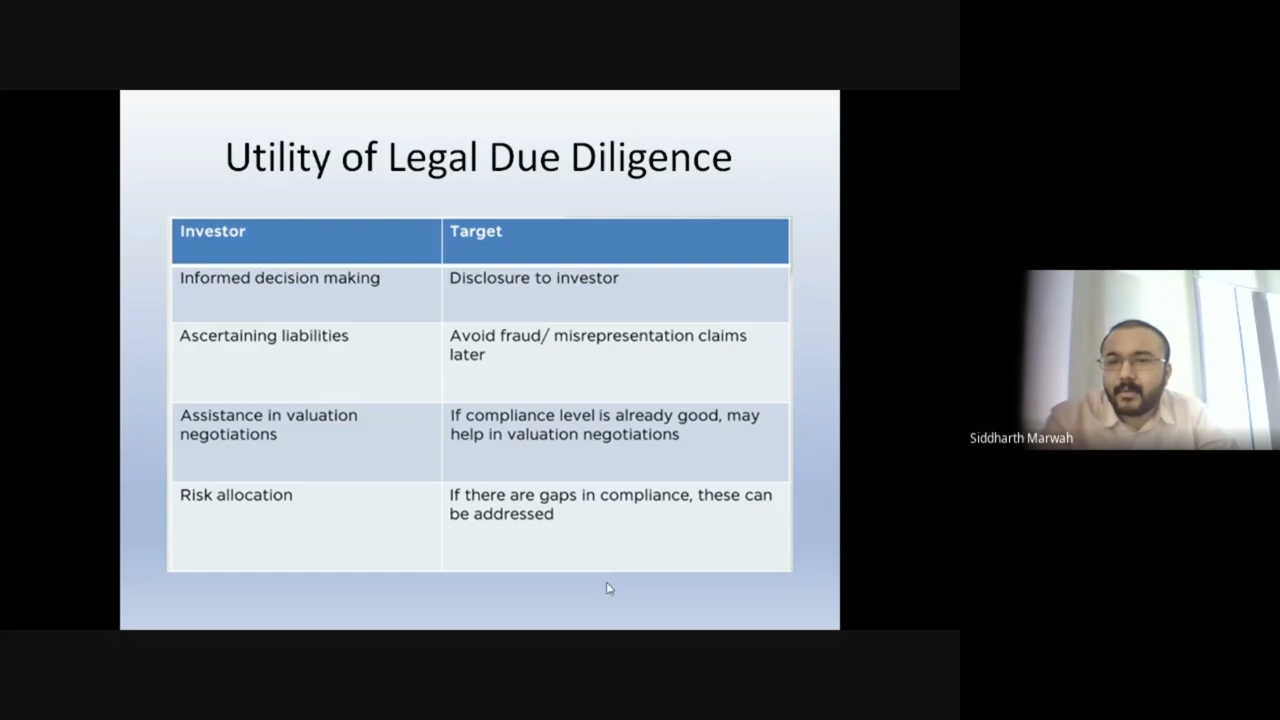 Utility of Legal Due Diligence
Investor
Target
Informed decision making
Disclosure to investor
Ascertaining liabilities
Avoid fraud/ misrepresentation claims
later
Assistance in valuation
negotiations
If compliance level is already good, may
help in valuation negotiations
Risk allocation
If there are gaps in compliance, these can
be addressed
Siddharth Marwah